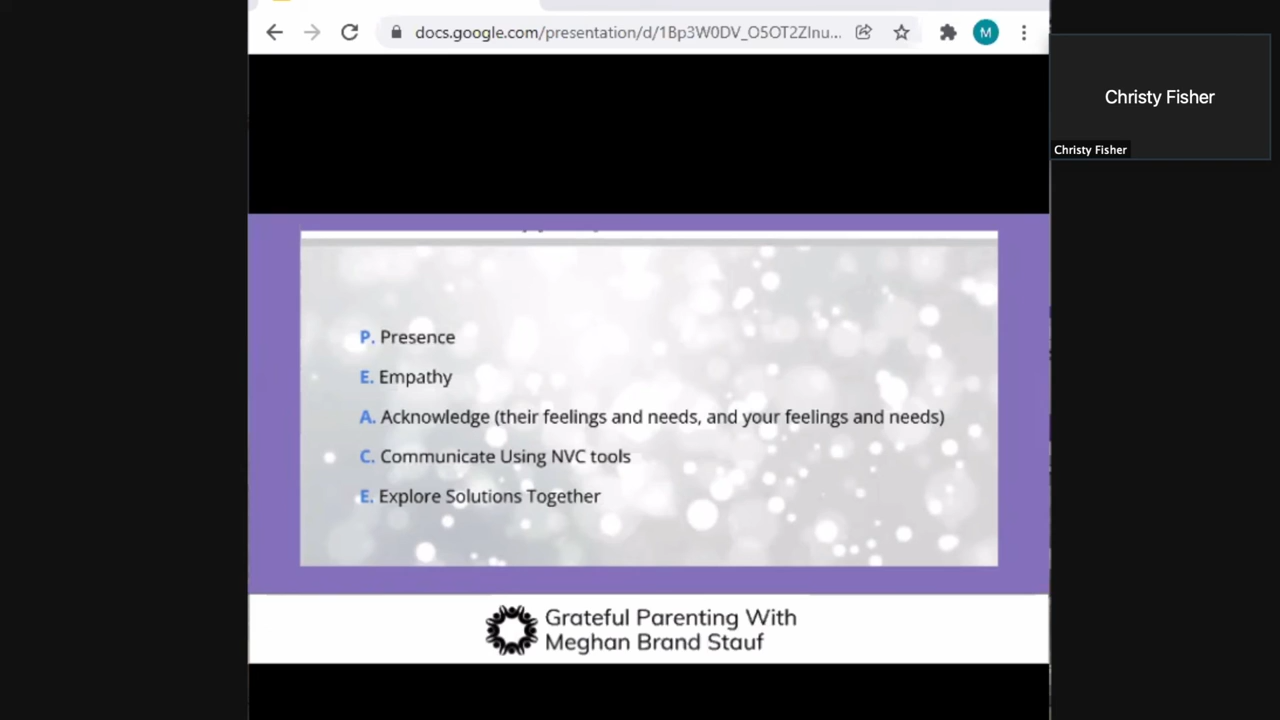 docs.google.com/presentation/d/1Bp3W0DV_O5OT2ZInu...
M
Christy Fisher
Christy Fisher
P. Presence
E. Empathy
A. Acknowledge (their feelings and needs, and your feelings and needs)
C. Communicate Using NVC tools
E. Explore Solutions Together
Grateful Parenting With
Meghan Brand Stauf